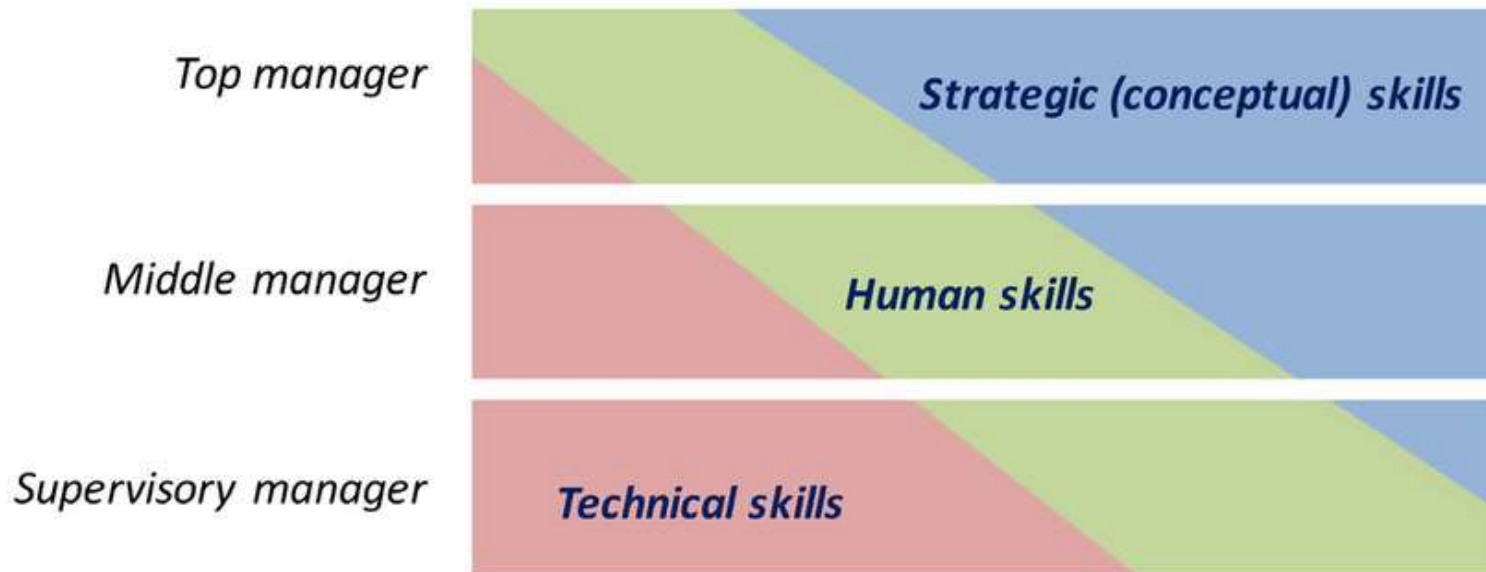 Top manager
Strategic (conceptual) skills
Middle manager
Human skills
Supervisory manager
Technical skills